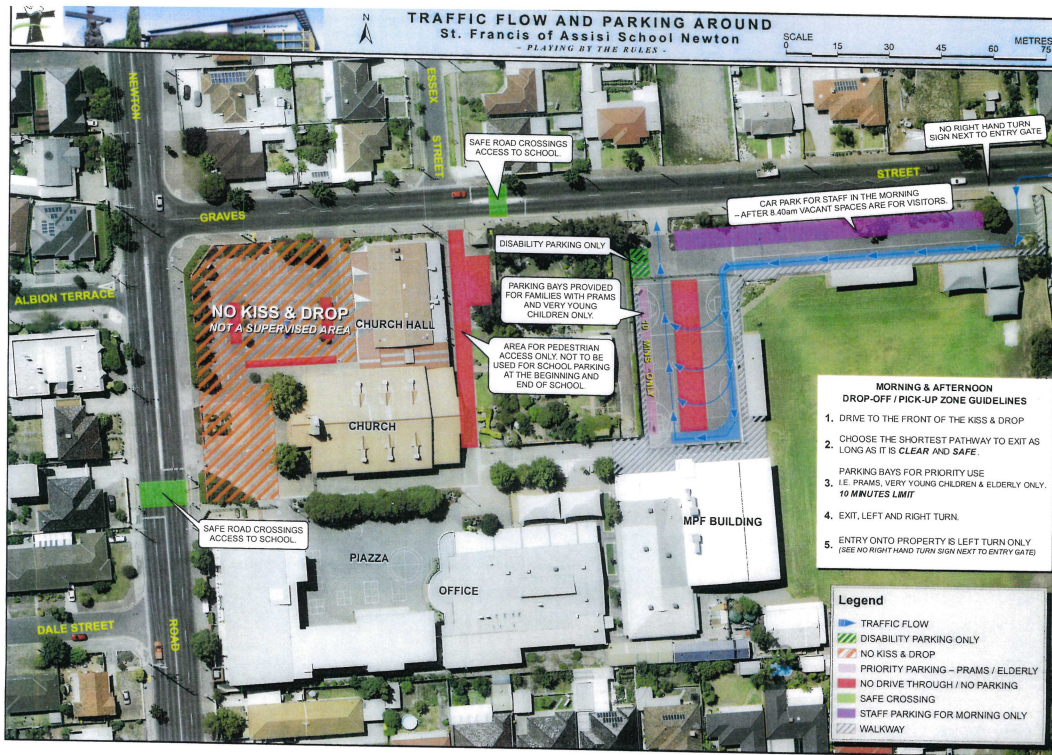 TRAFFIC FLOW AND PARKING AROUND
St. Francis of Assisi School Newton
- PLAYING BY THE RULES -
N
SCALE
METRES
0 15 30 45 60 75
NEWTON
ESSEX
STREET
SAFE ROAD CROSSINGS
ACCESS TO SCHOOL.
NO RIGHT HAND TURN
SIGN NEXT TO ENTRY GATE
GRAVES
STREET
CAR PARK FOR STAFF IN THE MORNING
– AFTER 8.40am VACANT SPACES ARE FOR VISITORS.
DISABILITY PARKING ONLY
PARKING BAYS PROVIDED
FOR FAMILIES WITH PRAMS
AND VERY YOUNG
CHILDREN ONLY.
ALBION TERRACE
NO KISS & DROP
NOT A SUPERVISED AREA
CHURCH HALL
10 MINS ONLY
AREA FOR PEDESTRIAN
ACCESS ONLY. NOT TO BE
USED FOR SCHOOL PARKING
AT THE BEGINNING AND
END OF SCHOOL.
CHURCH
MORNING & AFTERNOON
DROP-OFF / PICK-UP ZONE GUIDELINES
1. DRIVE TO THE FRONT OF THE KISS & DROP
2. CHOOSE THE SHORTEST PATHWAY TO EXIT AS
LONG AS IT IS CLEAR AND SAFE.
PARKING BAYS FOR PRIORITY USE
3. I.E. PRAMS, VERY YOUNG CHILDREN & ELDERLY ONLY.
10 MINUTES LIMIT
4. EXIT, LEFT AND RIGHT TURN.
5. ENTRY ONTO PROPERTY IS LEFT TURN ONLY
(SEE NO RIGHT HAND TURN SIGN NEXT TO ENTRY GATE)
SAFE ROAD CROSSINGS
ACCESS TO SCHOOL.
MPF BUILDING
PIAZZA
OFFICE
DALE STREET
ROAD
Legend
TRAFFIC FLOW
DISABILITY PARKING ONLY
NO KISS & DROP
PRIORITY PARKING – PRAMS / ELDERLY
NO DRIVE THROUGH / NO PARKING
SAFE CROSSING
STAFF PARKING FOR MORNING ONLY
WALKWAY